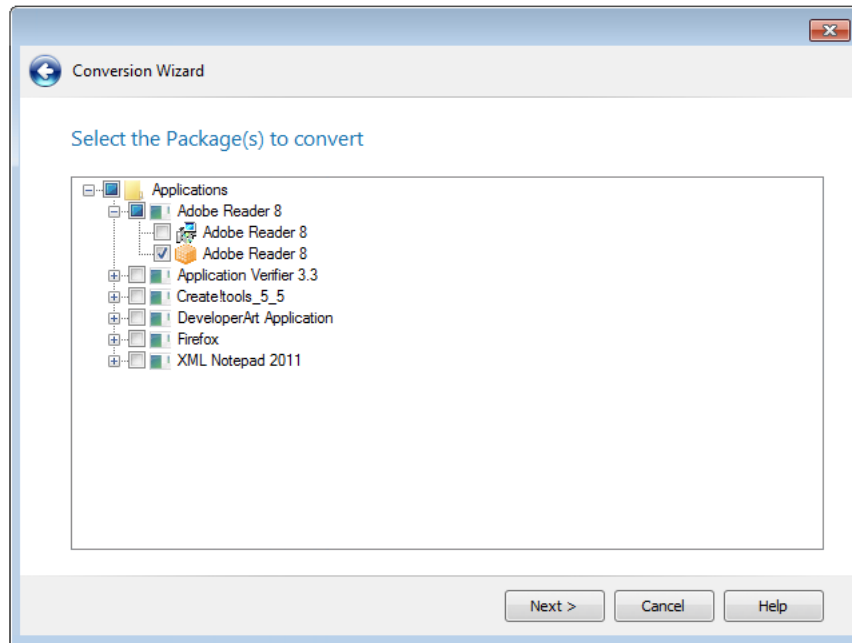 Conversion Wizard
Select the Package(s) to convert
Applications
Adobe Reader 8
Adobe Reader 8
Adobe Reader 8
Application Verifier 3.3
Create!tools_5_5
DeveloperArt Application
Firefox
XML Notepad 2011
Next > Cancel Help